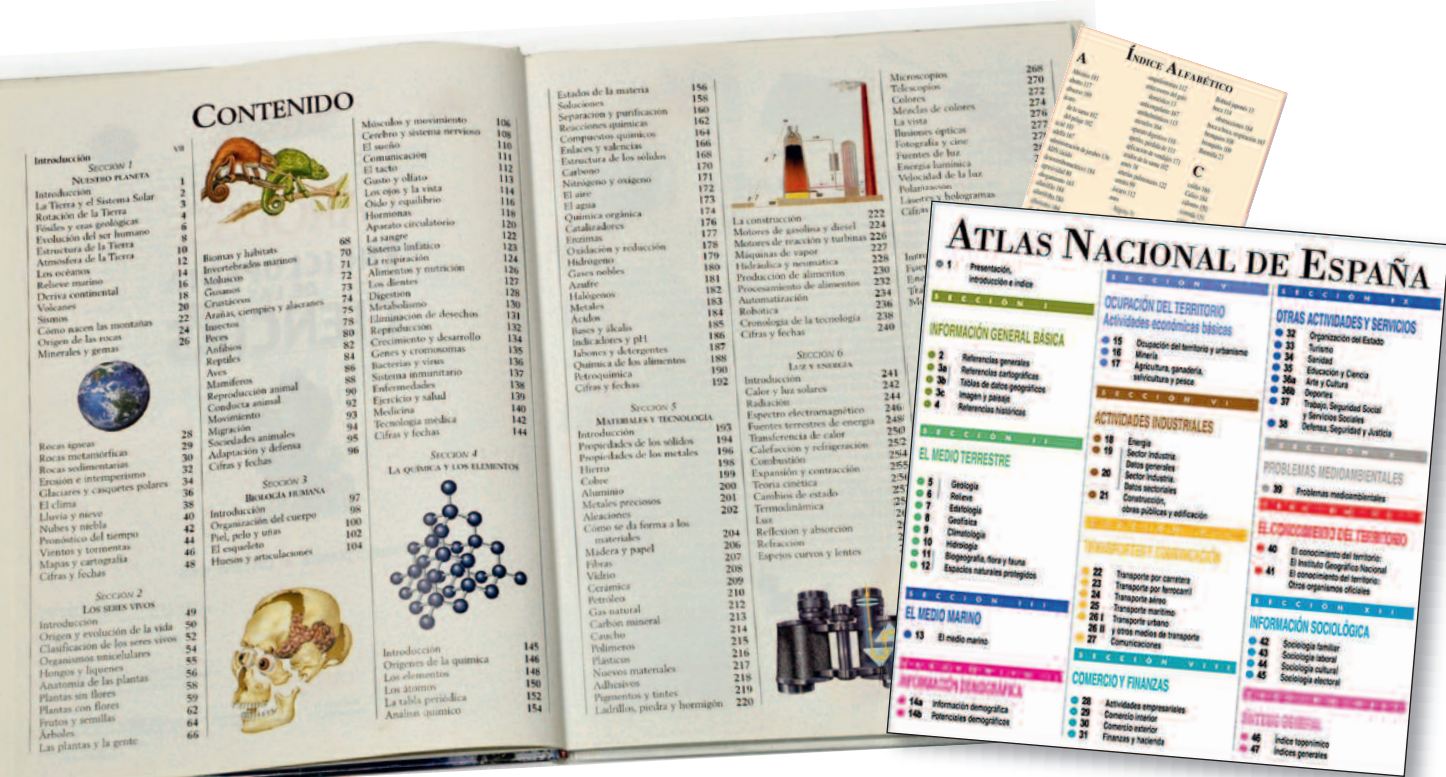 CONTENIDO
Introducción vii
SECCIÓN 1
NUESTRO PLANETA
Introducción 1
La Tierra y el Sistema Solar 2
Rotación de la Tierra 3
Fósiles y eras geológicas 4
Evolución del ser humano 6
Estructura de la Tierra 8
Atmósfera de la Tierra 10
Los océanos 12
Relieve marino 14
Deriva continental 16
Volcanes 18
Sismos 20
Cómo nacen las montañas 22
Origen de las rocas 24
Minerales y gemas 26
Rocas ígneas 28
Rocas metamórficas 29
Rocas sedimentarias 30
Erosión e intemperismo 32
Glaciares y casquetes polares 34
El clima 36
Lluvia y nieve 38
Nubes y niebla 40
Pronóstico del tiempo 42
Vientos y tormentas 44
Mapas y cartografía 46
Cifras y fechas 48
SECCIÓN 2
LOS SERES VIVOS
Introducción 49
Origen y evolución de la vida 50
Clasificación de los seres vivos 52
Organismos unicelulares 54
Hongos y líquenes 55
Anatomía de las plantas 56
Plantas sin flores 58
Plantas con flores 59
Frutos y semillas 62
Árboles 64
Las plantas y la gente 66
Biomas y hábitats 68
Invertebrados marinos 70
Moluscos 71
Gusanos 72
Crustáceos 73
Arañas, ciempiés y alacranes 74
Insectos 75
Peces 78
Anfibios 80
Reptiles 82
Aves 84
Mamíferos 86
Reproducción animal 88
Conducta animal 90
Movimiento 92
Migración 93
Sociedades animales 94
Adaptación y defensa 95
Cifras y fechas 96
SECCIÓN 3
BIOLOGÍA HUMANA
Introducción 97
Organización del cuerpo 98
Piel, pelo y uñas 100
El esqueleto 102
Huesos y articulaciones 104
Músculos y movimiento 106
Cerebro y sistema nervioso 108
El sueño 110
Comunicación 111
El tacto 112
Gusto y olfato 113
Los ojos y la vista 114
Oído y equilibrio 116
Hormonas 118
Aparato circulatorio 120
La sangre 122
Sistema linfático 123
La respiración 124
Alimentos y nutrición 126
Los dientes 127
Digestión 128
Metabolismo 130
Eliminación de desechos 131
Reproducción 132
Crecimiento y desarrollo 134
Genes y cromosomas 135
Bacterias y virus 136
Sistema inmunitario 137
Enfermedades 138
Ejercicio y salud 139
Medicina 140
Tecnología médica 142
Cifras y fechas 144
SECCIÓN 4
LA QUÍMICA Y LOS ELEMENTOS
Introducción 145
Orígenes de la química 146
Los elementos 148
Los átomos 150
La tabla periódica 152
Análisis químico 154
Estados de la materia 156
Soluciones 158
Separación y purificación 160
Reacciones químicas 162
Compuestos químicos 164
Enlaces y valencias 166
Estructura de los sólidos 168
Carbono 170
Nitrógeno y oxígeno 171
El aire 172
El agua 173
Química orgánica 174
Catalizadores 176
Enzimas 177
Oxidación y reducción 178
Hidrógeno 179
Gases nobles 180
Azufre 181
Halógenos 182
Metales 183
Ácidos 184
Bases y álkalis 185
Indicadores y pH 186
Jabones y detergentes 187
Química de los alimentos 188
Petroquímica 190
Cifras y fechas 192
SECCIÓN 5
MATERIALES Y TECNOLOGÍA
Introducción 193
Propiedades de los sólidos 194
Propiedades de los metales 196
Hierro 198
Cobre 199
Aluminio 200
Metales preciosos 201
Aleaciones 202
Cómo se da forma a los
materiales 204
Madera y papel 206
Fibras 207
Vidrio 208
Cerámica 209
Petróleo 210
Gas natural 212
Carbón mineral 213
Caucho 214
Polímeros 215
Plásticos 216
Nuevos materiales 217
Adhesivos 218
Pigmentos y tintes 219
Ladrillos, piedra y hormigón 220
La construcción 222
Motores de gasolina y diesel 224
Motores de reacción y turbinas 226
Máquinas de vapor 227
Hidráulica y neumática 228
Producción de alimentos 230
Procesamiento de alimentos 232
Automatización 234
Robótica 236
Cronología de la tecnología 238
Cifras y fechas 240
SECCIÓN 6
LUZ Y ENERGÍA
Introducción 241
Calor y luz solares 242
Radiación 244
Espectro electromagnético 246
Fuentes terrestres de energía 248
Transferencia de calor 250
Calefacción y refrigeración 252
Combustión 254
Expansión y contracción 255
Teoría cinética
Cambios de estado
Termodinámica
Luz
Reflexión y absorción
Refracción
Espejos curvos y lentes
Microscopios 268
Telescopios 270
Colores 272
Mezclas de colores 274
La vista 276
Ilusiones ópticas 277
Fotografía y cine
Fuentes de luz
Energía lumínica
Velocidad de la luz
Polarización
Láseres y hologramas
ÍNDICE ALFABÉTICO
A
C
ATLAS NACIONAL DE ESPAÑA
1 Presentación,
introducción e índice
SECCIÓN I
INFORMACIÓN GENERAL BÁSICA
2 Referencias generales
3a Referencias cartográficas
3b Tablas de datos geográficos
3c Imagen y paisaje
4 Referencias históricas
SECCIÓN II
EL MEDIO TERRESTRE
5 Geología
6 Relieve
7 Edafología
8 Geofísica
9 Climatología
10 Hidrología
11 Biogeografía, flora y fauna
12 Espacios naturales protegidos
SECCIÓN III
EL MEDIO MARINO
13 El medio marino
INFORMACIÓN DEMOGRÁFICA
14a Información demográfica
14b Potenciales demográficos
SECCIÓN V
OCUPACIÓN DEL TERRITORIO
Actividades económicas básicas
15 Ocupación del territorio y urbanismo
16 Minería
17 Agricultura, ganadería,
selvicultura y pesca
SECCIÓN VI
ACTIVIDADES INDUSTRIALES
18 Energía
19 Sector industria.
Datos generales
20 Sector industria.
Datos sectoriales
21 Construcción,
obras públicas y edificación
TRANSPORTES Y COMUNICACIÓN
22 Transporte por carretera
23 Transporte por ferrocarril
24 Transporte aéreo
25 Transporte marítimo
26 I Transporte urbano
26 II y otros medios de transporte
27 Comunicaciones
SECCIÓN VIII
COMERCIO Y FINANZAS
28 Actividades empresariales
29 Comercio interior
30 Comercio exterior
31 Finanzas y hacienda
SECCIÓN IX
OTRAS ACTIVIDADES Y SERVICIOS
32 Organización del Estado
33 Turismo
34 Sanidad
35 Educación y Ciencia
36a Arte y Cultura
36b Deportes
37 Trabajo, Seguridad Social
y Servicios Sociales
38 Defensa, Seguridad y Justicia
SECCIÓN X
PROBLEMAS MEDIOAMBIENTALES
39 Problemas medioambientales
EL CONOCIMIENTO DEL TERRITORIO
40 El conocimiento del territorio:
El Instituto Geográfico Nacional
41 El conocimiento del territorio:
Otros organismos oficiales
SECCIÓN XII
INFORMACIÓN SOCIOLÓGICA
42 Sociología familiar
43 Sociología laboral
44 Sociología cultural
45 Sociología electoral
46 Índice toponímico
47 Índices generales